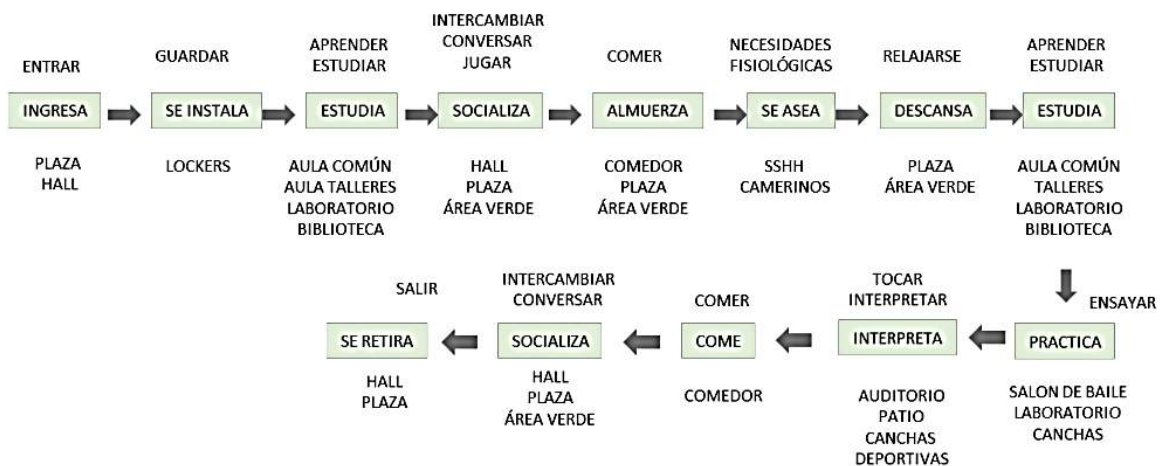 ENTRAR
INGRESA
PLAZA
HALL
GUARDAR
SE INSTALA
LOCKERS
APRENDER
ESTUDIAR
ESTUDIA
AULA COMÚN
AULA TALLERES
LABORATORIO
BIBLIOTECA
INTERCAMBIAR
CONVERSAR
JUGAR
SOCIALIZA
HALL
PLAZA
ÁREA VERDE
COMER
ALMUERZA
COMEDOR
PLAZA
ÁREA VERDE
NECESIDADES
FISIOLÓGICAS
SE ASEA
SSHH
CAMERINOS
RELAJARSE
DESCANSA
PLAZA
ÁREA VERDE
APRENDER
ESTUDIAR
ESTUDIA
AULA COMÚN
TALLERES
LABORATORIO
BIBLIOTECA
ENSAYAR
PRACTICA
SALON DE BAILE
LABORATORIO
CANCHAS
TOCAR
INTERPRETAR
INTERPRETA
AUDITORIO
PATIO
CANCHAS
DEPORTIVAS
COMER
COME
COMEDOR
INTERCAMBIAR
CONVERSAR
SOCIALIZA
HALL
PLAZA
ÁREA VERDE
SALIR
SE RETIRA
HALL
PLAZA